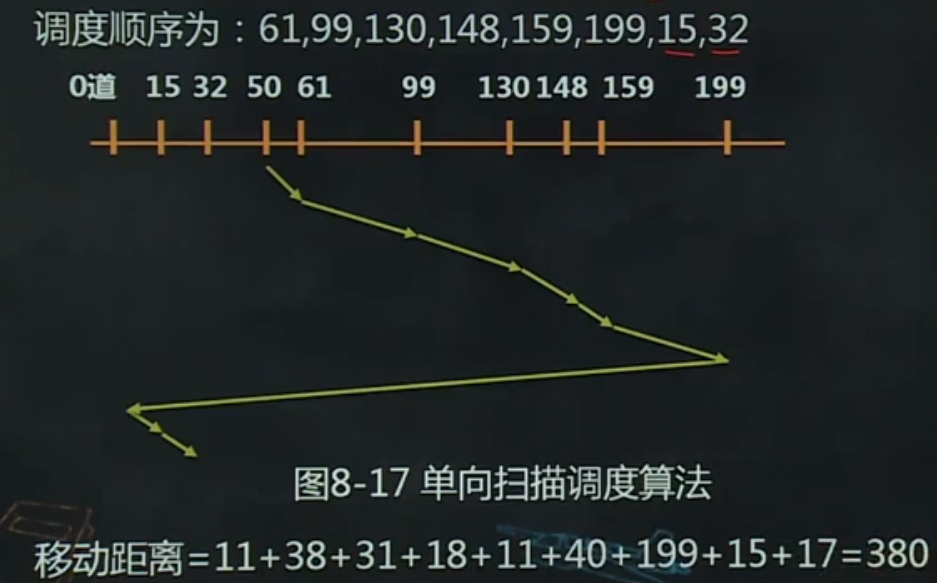 调度顺序为：61,99,130,148,159,199,15,32
0道 15 32 50 61 99 130 148 159 199
图8-17 单向扫描调度算法
移动距离=11+38+31+18+11+40+199+15+17=380